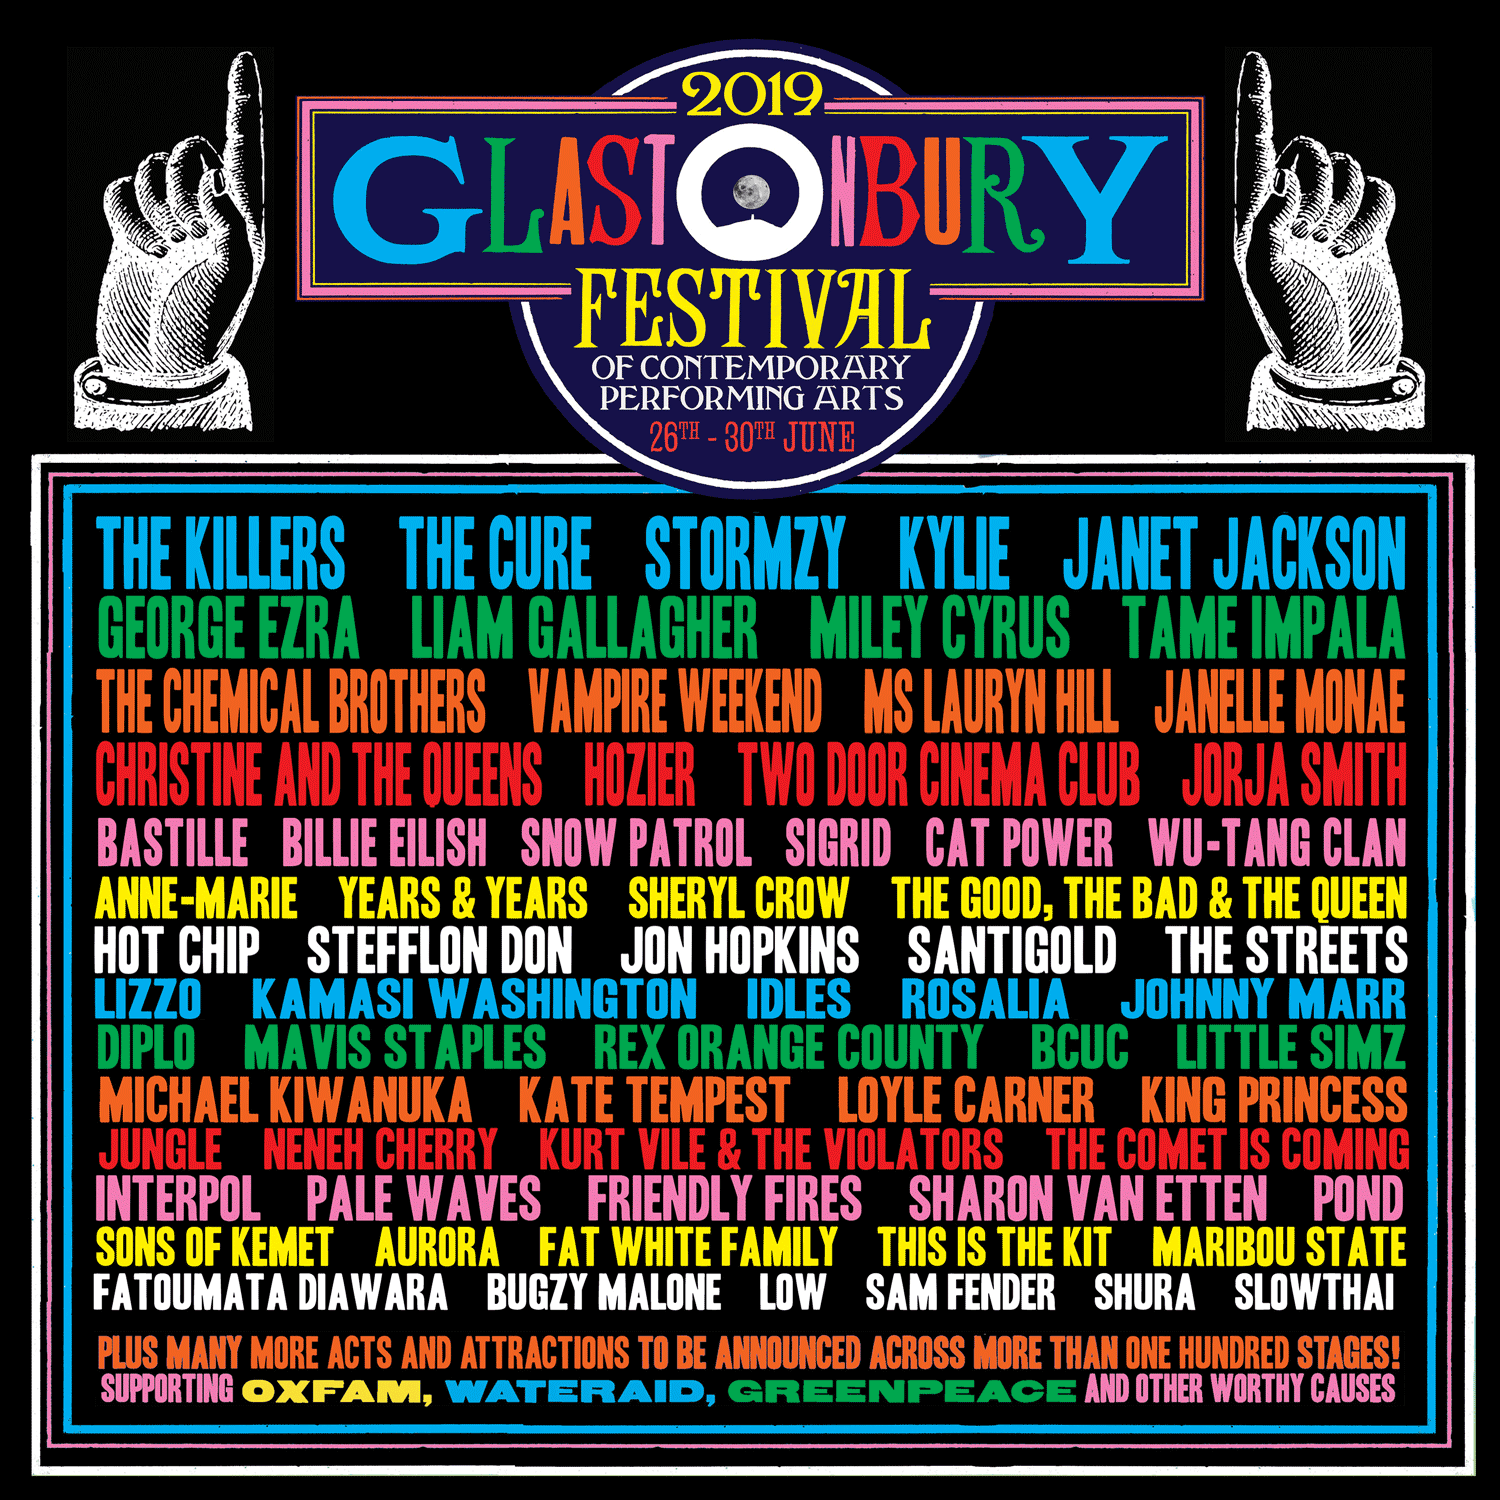 2019
GLASTONBURY
FESTIVAL
OF CONTEMPORARY
PERFORMING ARTS
26TH - 30TH JUNE
THE KILLERS THE CURE STORMZY KYLIE JANET JACKSON
GEORGE EZRA LIAM GALLAGHER MILEY CYRUS TAME IMPALA
THE CHEMICAL BROTHERS VAMPIRE WEEKEND MS LAURYN HILL JANELLE MONAE
CHRISTINE AND THE QUEENS HOZIER TWO DOOR CINEMA CLUB JORJA SMITH
BASTILLE BILLIE EILISH SNOW PATROL SIGRID CAT POWER WU-TANG CLAN
ANNE-MARIE YEARS & YEARS SHERYL CROW THE GOOD, THE BAD & THE QUEEN
HOT CHIP STEFFLON DON JON HOPKINS SANTIGOLD THE STREETS
LIZZO KAMASI WASHINGTON IDLES ROSALIA JOHNNY MARR
DIPLO MAVIS STAPLES REX ORANGE COUNTY BCUC LITTLE SIMZ
MICHAEL KIWANUKA KATE TEMPEST LOYLE CARNER KING PRINCESS
JUNGLE NENEH CHERRY KURT VILE & THE VIOLATORS THE COMET IS COMING
INTERPOL PALE WAVES FRIENDLY FIRES SHARON VAN ETTEN POND
SONS OF KEMET AURORA FAT WHITE FAMILY THIS IS THE KIT MARIBOU STATE
FATOUMATA DIAWARA BUGZY MALONE LOW SAM FENDER SHURA SLOWTHAI
PLUS MANY MORE ACTS AND ATTRACTIONS TO BE ANNOUNCED ACROSS MORE THAN ONE HUNDRED STAGES!
SUPPORTING OXFAM, WATERAID, GREENPEACE AND OTHER WORTHY CAUSES